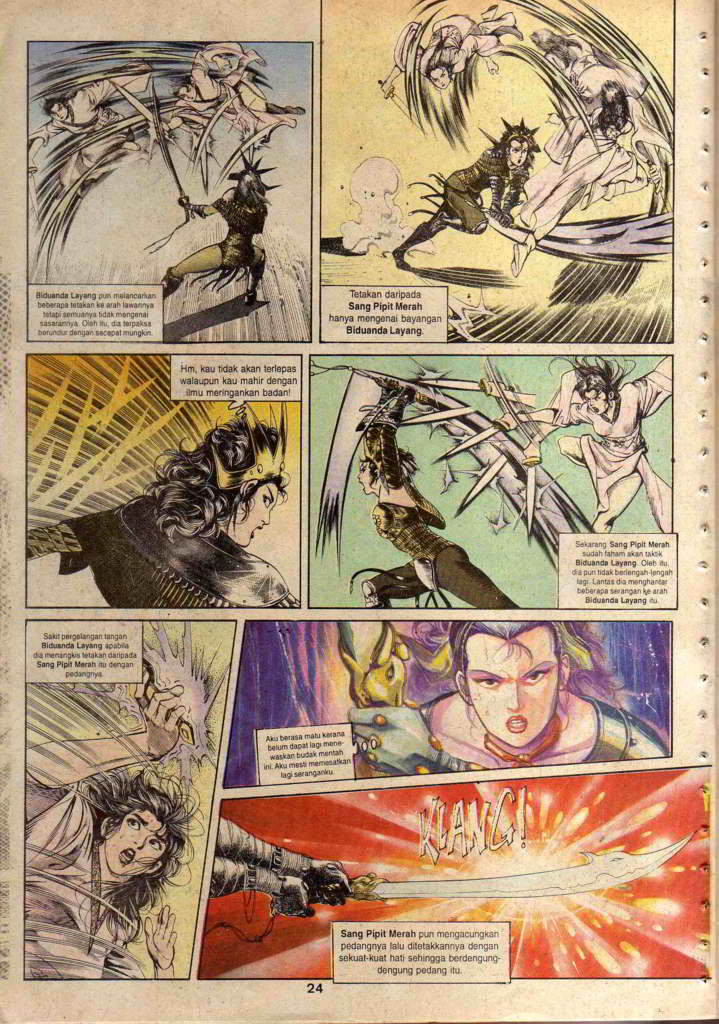 Biduanda Layang pun melancarkan
beberapa tetakan ke arah lawannya
tetapi semuanya tidak mengenai
sasarannya. Oleh itu, dia terpaksa
berundur dengan secepat mungkin.
Tetakan daripada
Sang Pipit Merah
hanya mengenai bayangan
Biduanda Layang.
Hm, kau tidak akan terlepas
walaupun kau mahir dengan
ilmu meringankan badan!
Sekarang Sang Pipit Merah
sudah faham akan taktik
Biduanda Layang. Oleh itu,
dia pun tidak berlengah-lengah
lagi. Lantas dia menghantar
beberapa serangan ke arah
Biduanda Layang itu.
Sakit pergelangan tangan
Biduanda Layang apabila
dia menangkis tetakan daripada
Sang Pipit Merah itu dengan
pedangnya.
Aku berasa malu kerana
belum dapat lagi mene-
waskan budak mentah
ini. Aku mesti memesatkan
lagi seranganku.
KLANG!
Sang Pipit Merah pun mengacungkan
pedangnya lalu ditetakkannya dengan
sekuat-kuat hati sehingga berdengung-
dengung pedang itu.
24